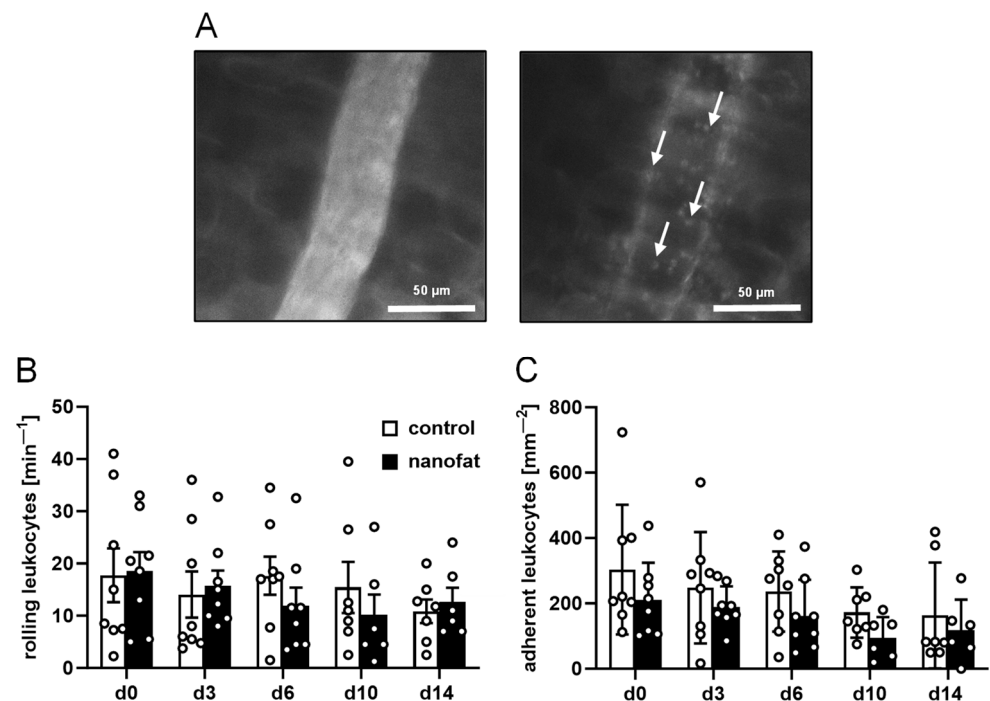 A
50 µm
50 µm
B
C
rolling leukocytes [min—1]
50
40
30
20
10
0
control
nanofat
d0
d3
d6
d10
d14
adherent leukocytes [mm—2]
800
600
400
200
0
d0
d3
d6
d10
d14